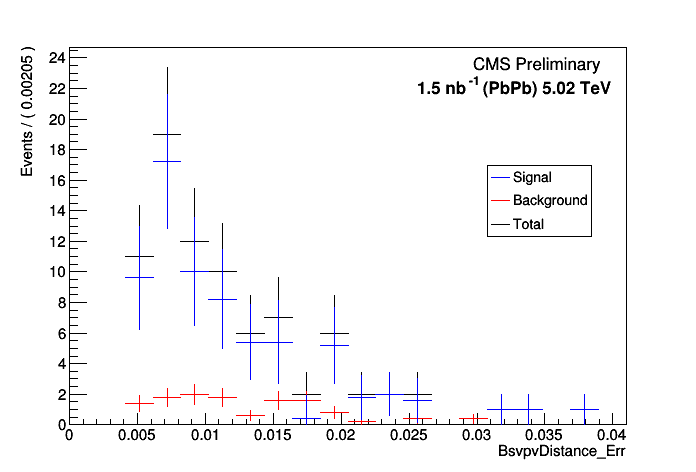 CMS Preliminary
1.5 nb-1 (PbPb) 5.02 TeV
Events / ( 0.00205 )
24
22
20
18
16
14
12
10
8
6
4
2
0
Signal
Background
Total
0 0.005 0.01 0.015 0.02 0.025 0.03 0.035 0.04
BsvpvDistance_Err